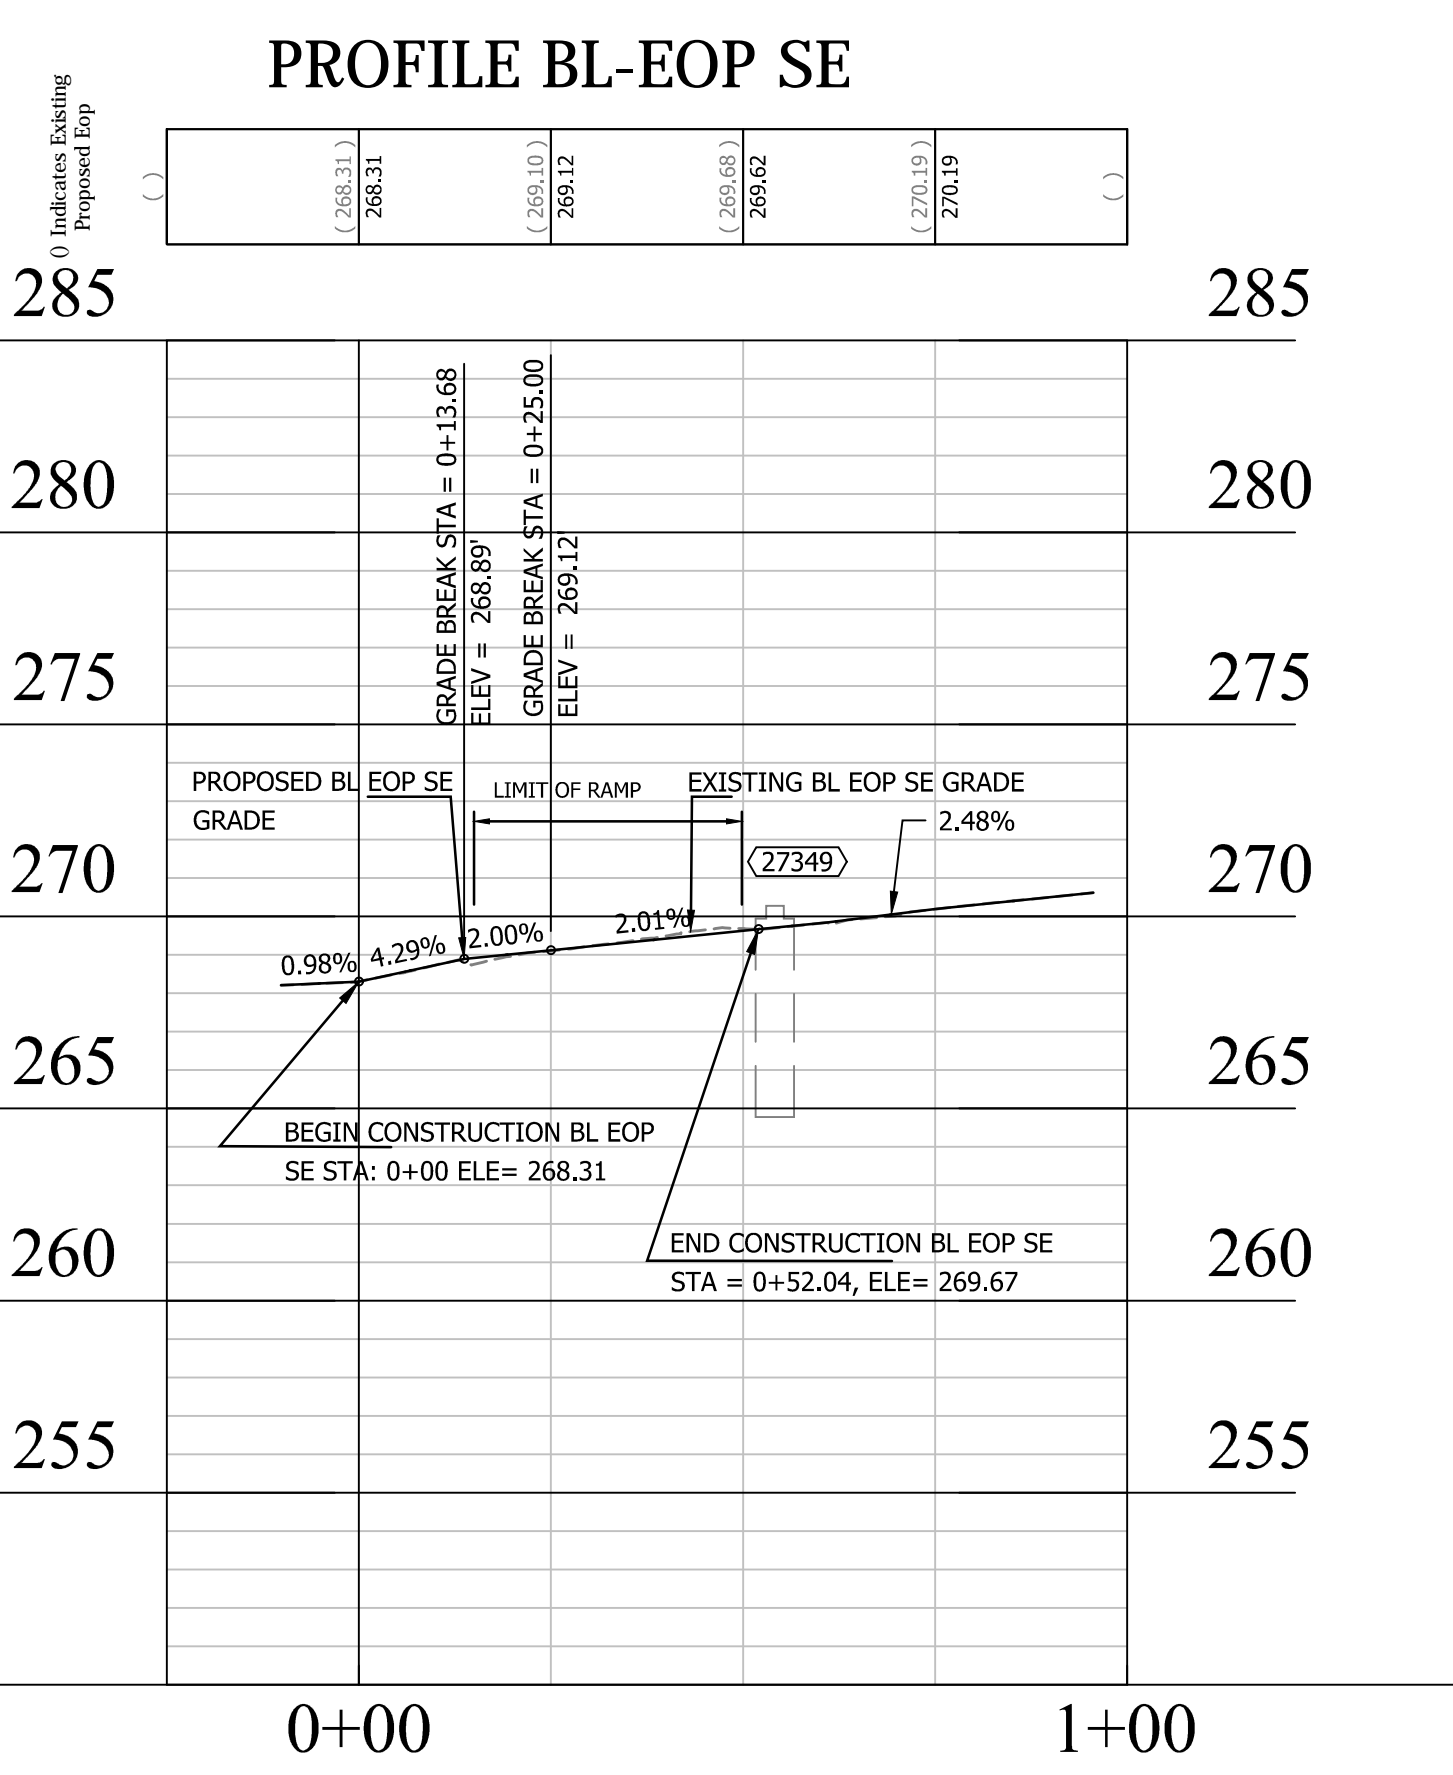 PROFILE BL-EOP SE
() Indicates Existing
Proposed Eop
( )
( 268.31 )
268.31
( 269.10 )
269.12
( 269.68 )
269.62
( 270.19 )
270.19
( )
285
285
280
280
275
275
270
270
265
265
260
260
255
255
GRADE BREAK STA = 0+13.68
ELEV = 268.89'
GRADE BREAK STA = 0+25.00
ELEV = 269.12'
PROPOSED BL EOP SE
GRADE
LIMIT OF RAMP
EXISTING BL EOP SE GRADE
2.48%
27349
0.98%
4.29%
2.00%
2.01%
BEGIN CONSTRUCTION BL EOP
SE STA: 0+00 ELE= 268.31
END CONSTRUCTION BL EOP SE
STA = 0+52.04, ELE= 269.67
0+00
1+00